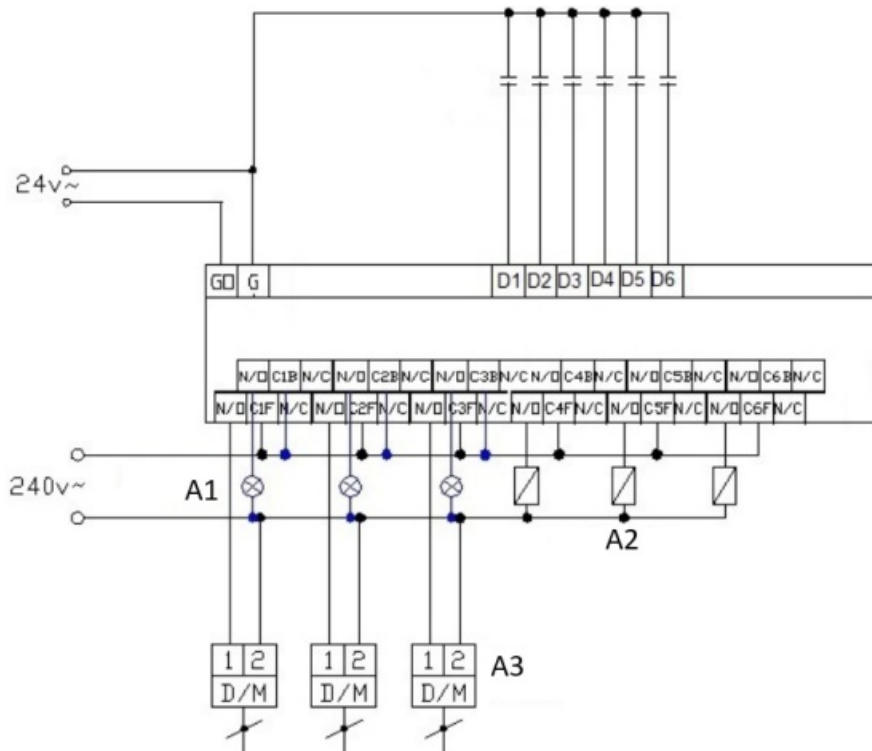 24v~
G0 G D1 D2 D3 D4 D5 D6
N/O C1B N/C N/O C2B N/C N/O C3B N/C N/O C4B N/C N/O C5B N/C N/O C6B N/C
N/O C1F N/C N/O C2F N/C N/O C3F N/C N/O C4F N/C N/O C5F N/C N/O C6F N/C
240v~
A1
A2
1 2 1 2 1 2 A3
D/M D/M D/M